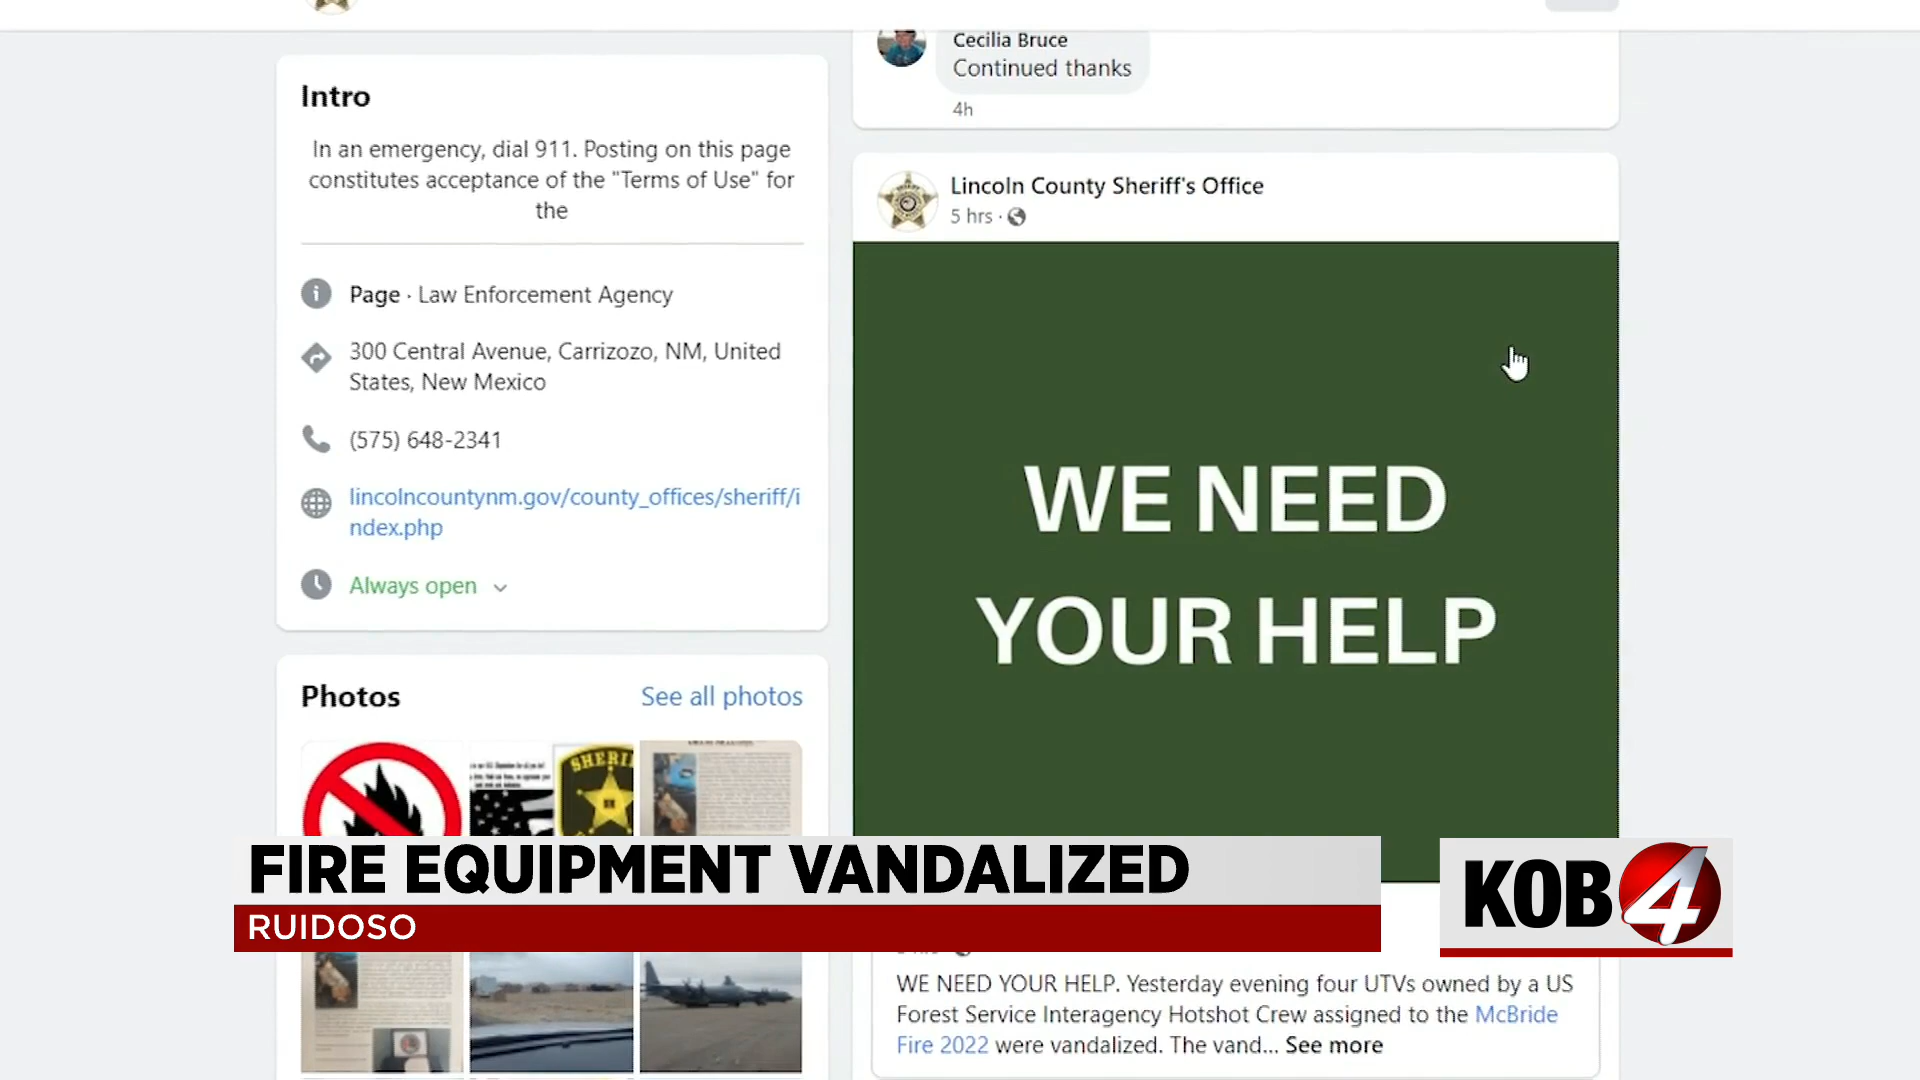 Intro
In an emergency, dial 911. Posting on this page
constitutes acceptance of the "Terms of Use" for
the
Page · Law Enforcement Agency
300 Central Avenue, Carrizozo, NM, United
States, New Mexico
(575) 648-2341
lincolncountynm.gov/county_offices/sheriff/i
ndex.php
Always open
Photos
See all photos
SHERI
Cecilia Bruce
Continued thanks
4h
Lincoln County Sheriff's Office
5 hrs ·
WE NEED
YOUR HELP
WE NEED YOUR HELP. Yesterday evening four UTVs owned by a US
Forest Service Interagency Hotshot Crew assigned to the McBride
Fire 2022 were vandalized. The vand... See more
FIRE EQUIPMENT VANDALIZED
RUIDOSO
KOB 4